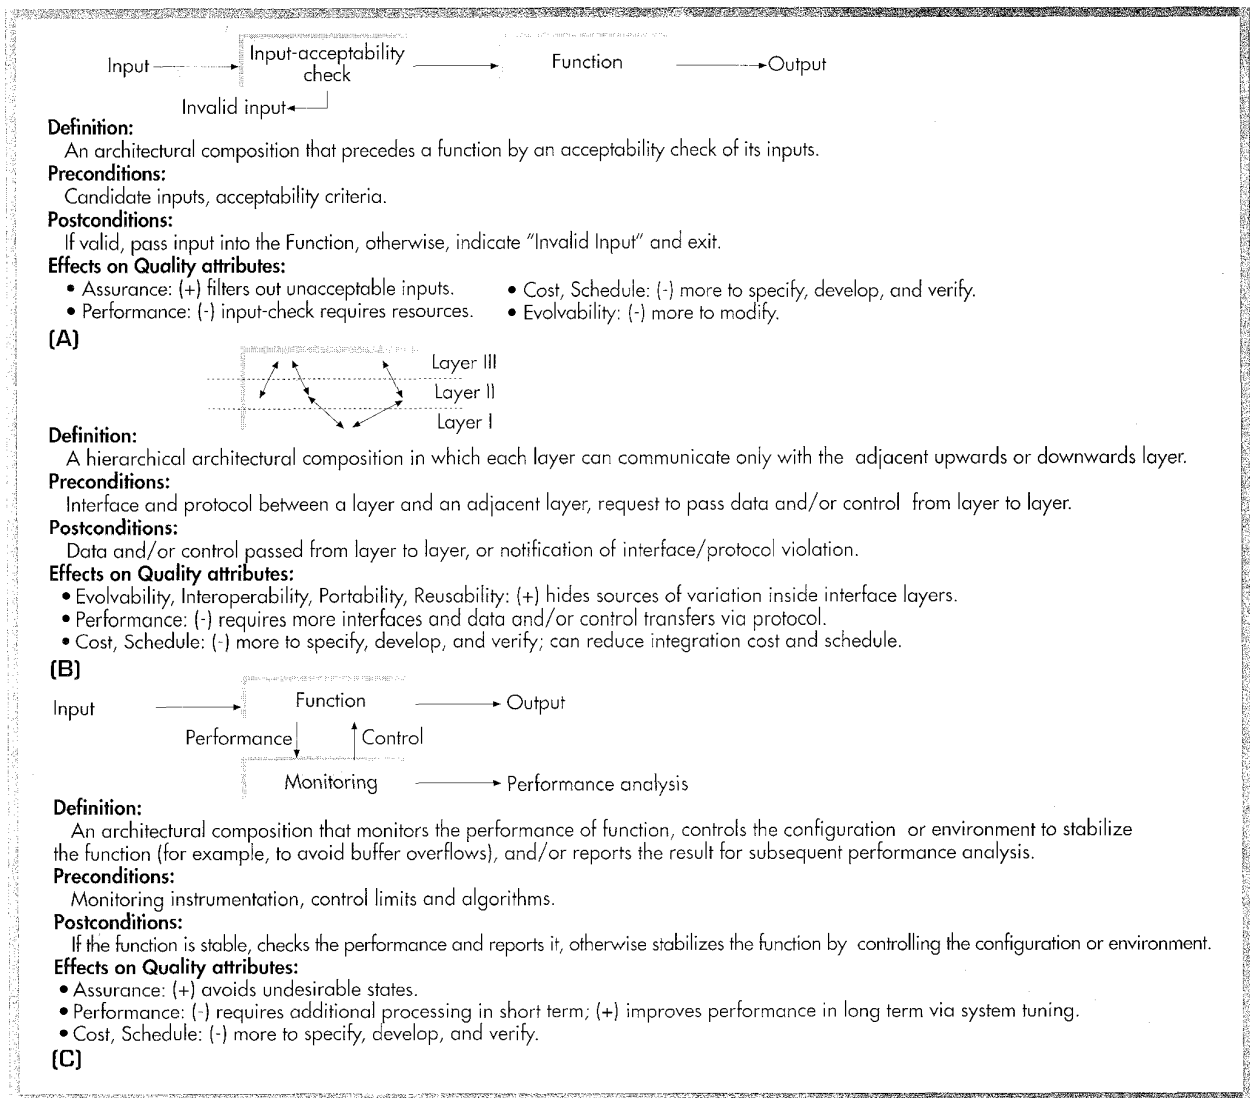 Input
Input-acceptability
check
Function
Output
Invalid input
Definition:
An architectural composition that precedes a function by an acceptability check of its inputs.
Preconditions:
Candidate inputs, acceptability criteria.
Postconditions:
If valid, pass input into the Function, otherwise, indicate "Invalid Input" and exit.
Effects on Quality attributes:
• Assurance: (+) filters out unacceptable inputs.
• Cost, Schedule: (-) more to specify, develop, and verify.
• Performance: (-) input-check requires resources.
• Evolvability: (-) more to modify.
(A)
Layer III
Layer II
Layer I
Definition:
A hierarchical architectural composition in which each layer can communicate only with the adjacent upwards or downwards layer.
Preconditions:
Interface and protocol between a layer and an adjacent layer, request to pass data and/or control from layer to layer.
Postconditions:
Data and/or control passed from layer to layer, or notification of interface/protocol violation.
Effects on Quality attributes:
• Evolvability, Interoperability, Portability, Reusability: (+) hides sources of variation inside interface layers.
• Performance: (-) requires more interfaces and data and/or control transfers via protocol.
• Cost, Schedule: (-) more to specify, develop, and verify; can reduce integration cost and schedule.
(B)
Input
Function
Output
Performance
Control
Monitoring
Performance analysis
Definition:
An architectural composition that monitors the performance of function, controls the configuration or environment to stabilize
the function (for example, to avoid buffer overflows), and/or reports the result for subsequent performance analysis.
Preconditions:
Monitoring instrumentation, control limits and algorithms.
Postconditions:
If the function is stable, checks the performance and reports it, otherwise stabilizes the function by controlling the configuration or environment.
Effects on Quality attributes:
• Assurance: (+) avoids undesirable states.
• Performance: (-) requires additional processing in short term; (+) improves performance in long term via system tuning.
• Cost, Schedule: (-) more to specify, develop, and verify.
(C)